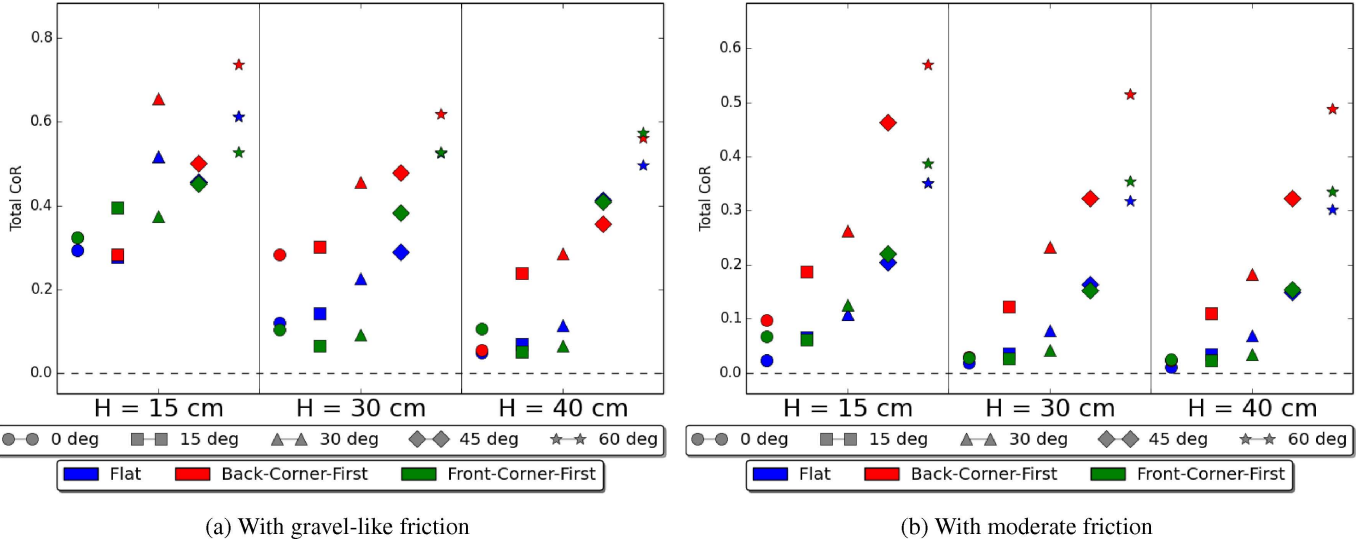 0.8
0.6
0.4
0.2
0.0
Total CoR
H = 15 cm H = 30 cm H = 40 cm
0 deg 15 deg 30 deg 45 deg 60 deg
Flat Back-Corner-First Front-Corner-First
(a) With gravel-like friction
0.6
0.5
0.4
0.3
0.2
0.1
0.0
Total CoR
H = 15 cm H = 30 cm H = 40 cm
0 deg 15 deg 30 deg 45 deg 60 deg
Flat Back-Corner-First Front-Corner-First
(b) With moderate friction